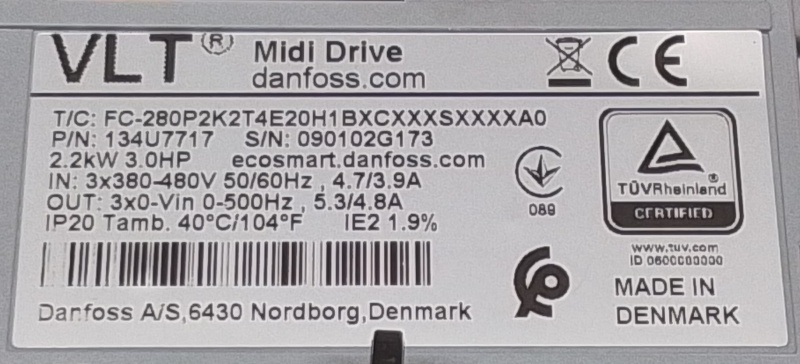 VLT® Midi Drive
danfoss.com
T/C: FC-280P2K2T4E20H1BXCXXXSXXXXA0
P/N: 134U7717 S/N: 090102G173
2.2kW 3.0HP ecosmart.danfoss.com
IN: 3x380-480V 50/60Hz , 4.7/3.9A
OUT: 3x0-Vin 0-500Hz , 5.3/4.8A
IP20 Tamb. 40°C/104°F IE2 1.9%
Danfoss A/S,6430 Nordborg,Denmark
CE
089
TÜVRheinland®
CERTIFIED
www.tuv.com
ID 0600000000
MADE IN
DENMARK